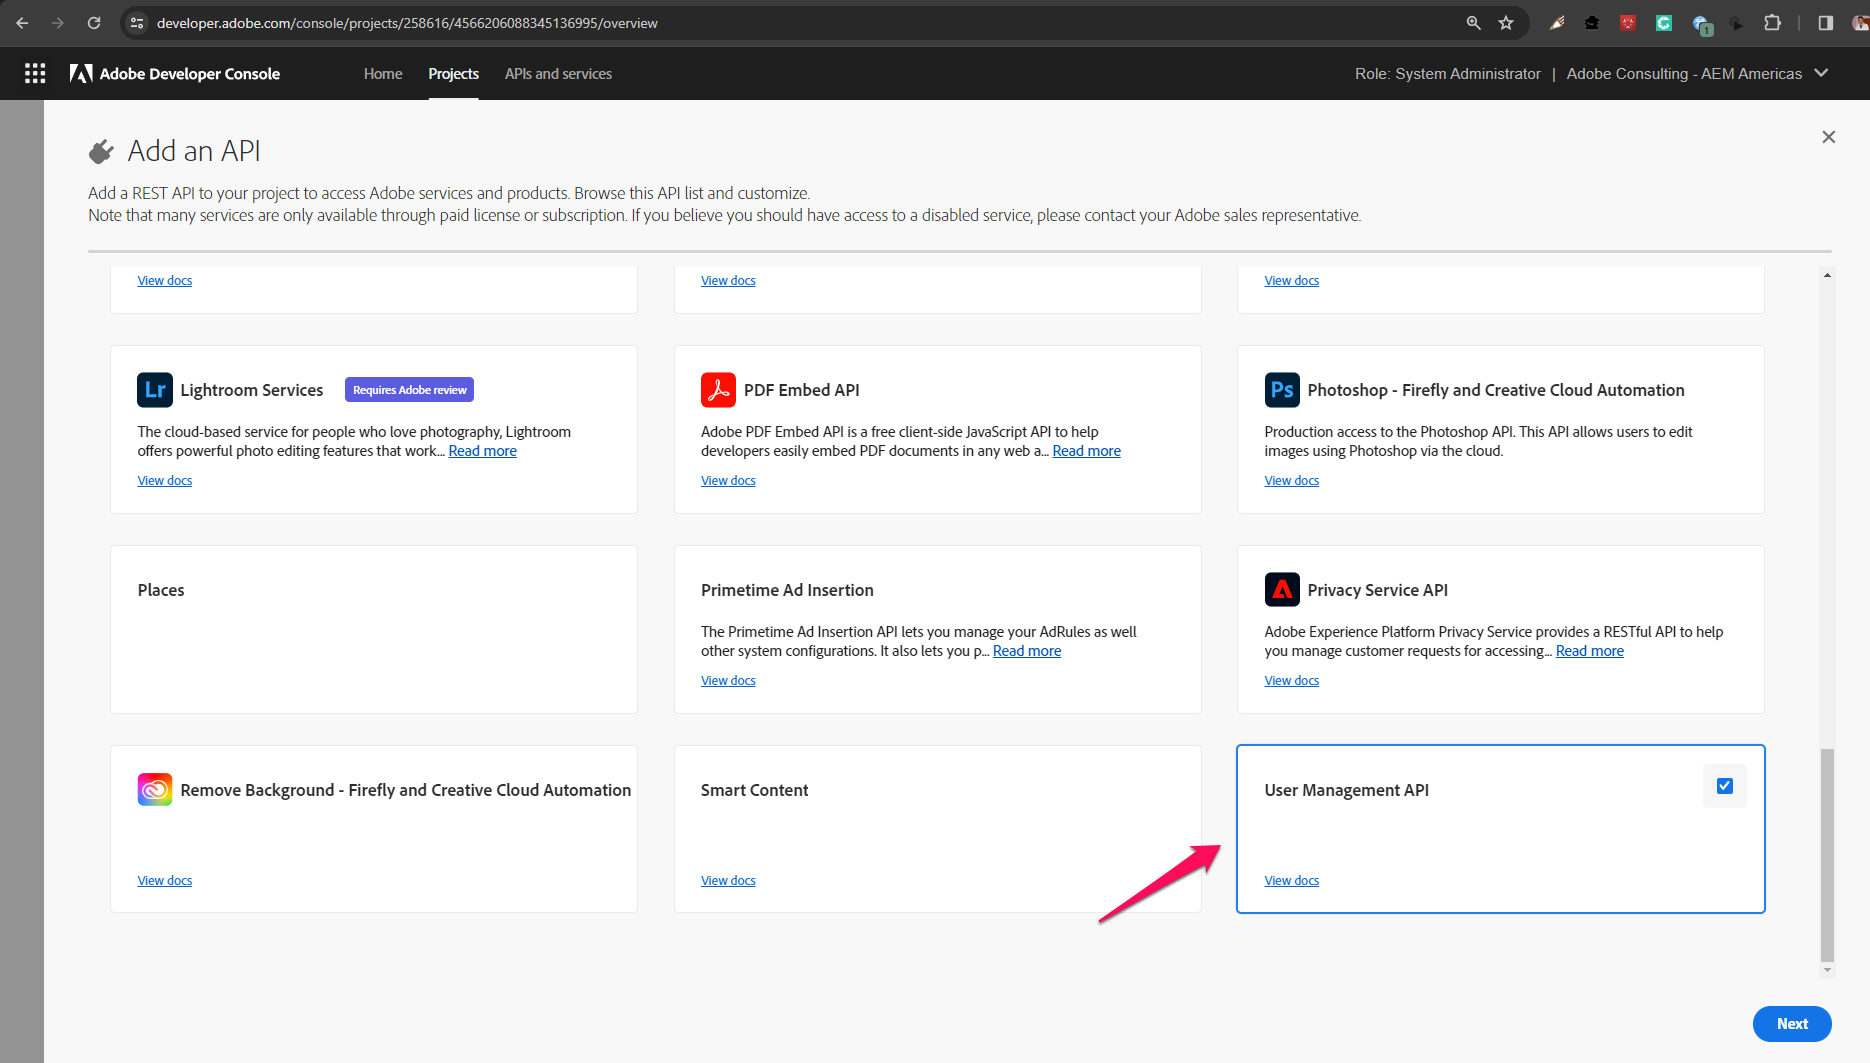 developer.adobe.com/console/projects/258616/4566206088345136995/overview
1
Adobe Developer Console
Home
Projects
APIs and services
Role: System Administrator | Adobe Consulting - AEM Americas
Add an API
Add a REST API to your project to access Adobe services and products. Browse this API list and customize.
Note that many services are only available through paid license or subscription. If you believe you should have access to a disabled service, please contact your Adobe sales representative.
View docs
View docs
View docs
Lr
Lightroom Services
Requires Adobe review
The cloud-based service for people who love photography, Lightroom
offers powerful photo editing features that work... Read more
View docs
PDF Embed API
Adobe PDF Embed API is a free client-side JavaScript API to help
developers easily embed PDF documents in any web a... Read more
View docs
Ps
Photoshop - Firefly and Creative Cloud Automation
Production access to the Photoshop API. This API allows users to edit
images using Photoshop via the cloud.
View docs
Places
Primetime Ad Insertion
The Primetime Ad Insertion API lets you manage your AdRules as well
other system configurations. It also lets you p... Read more
View docs
Privacy Service API
Adobe Experience Platform Privacy Service provides a RESTful API to help
you manage customer requests for accessing... Read more
View docs
Remove Background - Firefly and Creative Cloud Automation
View docs
Smart Content
View docs
User Management API
View docs
Next